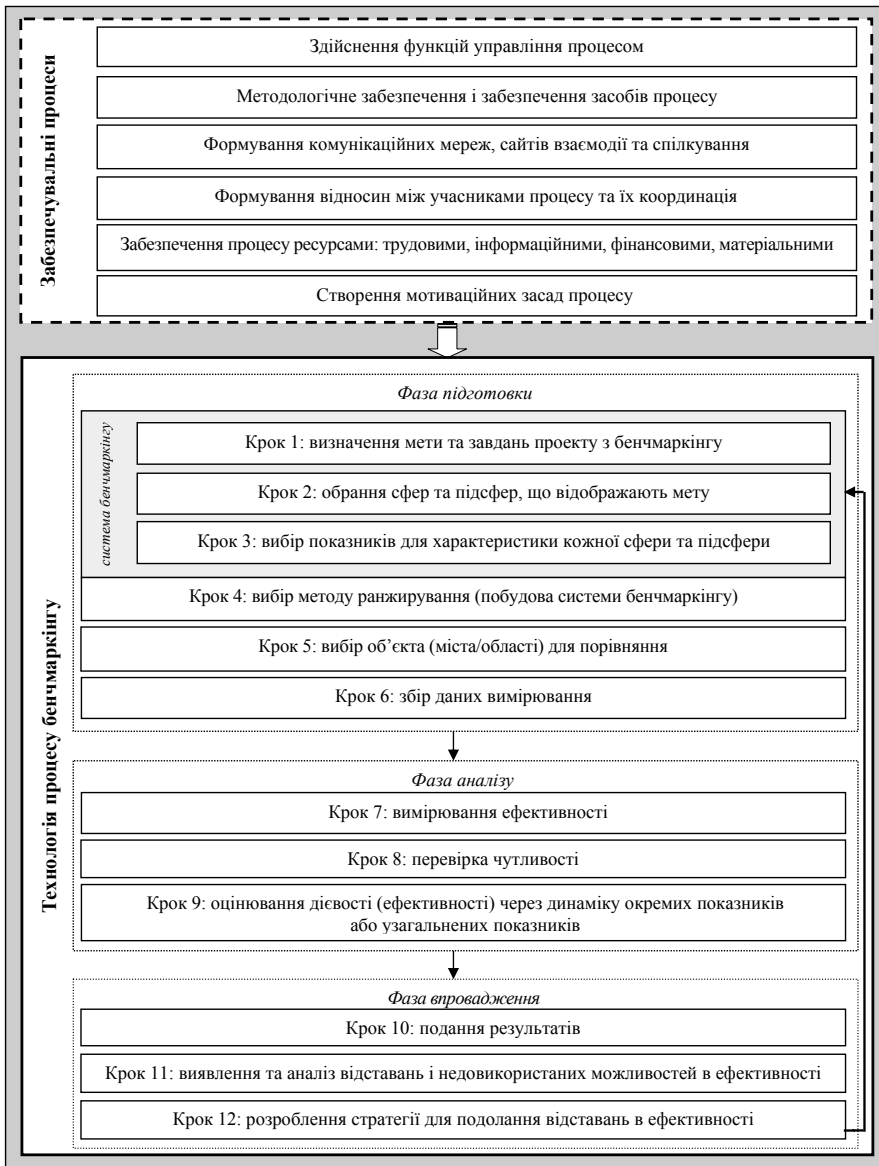 Забезпечувальні процеси
Здійснення функцій управління процесом
Методологічне забезпечення і забезпечення засобів процесу
Формування комунікаційних мереж, сайтів взаємодії та спілкування
Формування відносин між учасниками процесу та їх координація
Забезпечення процесу ресурсами: трудовими, інформаційними, фінансовими, матеріальними
Створення мотиваційних засад процесу
Технологія процесу бенчмаркінгу
Фаза підготовки
система бенчмаркінгу
Крок 1: визначення мети та завдань проекту з бенчмаркінгу
Крок 2: обрання сфер та підсфер, що відображають мету
Крок 3: вибір показників для характеристики кожної сфери та підсфери
Крок 4: вибір методу ранжирування (побудова системи бенчмаркінгу)
Крок 5: вибір об’єкта (міста/області) для порівняння
Крок 6: збір даних вимірювання
Фаза аналізу
Крок 7: вимірювання ефективності
Крок 8: перевірка чутливості
Крок 9: оцінювання дієвості (ефективності) через динаміку окремих показників
або узагальнених показників
Фаза впровадження
Крок 10: подання результатів
Крок 11: виявлення та аналіз відставань і недовикористаних можливостей в ефективності
Крок 12: розроблення стратегії для подолання відставань в ефективності